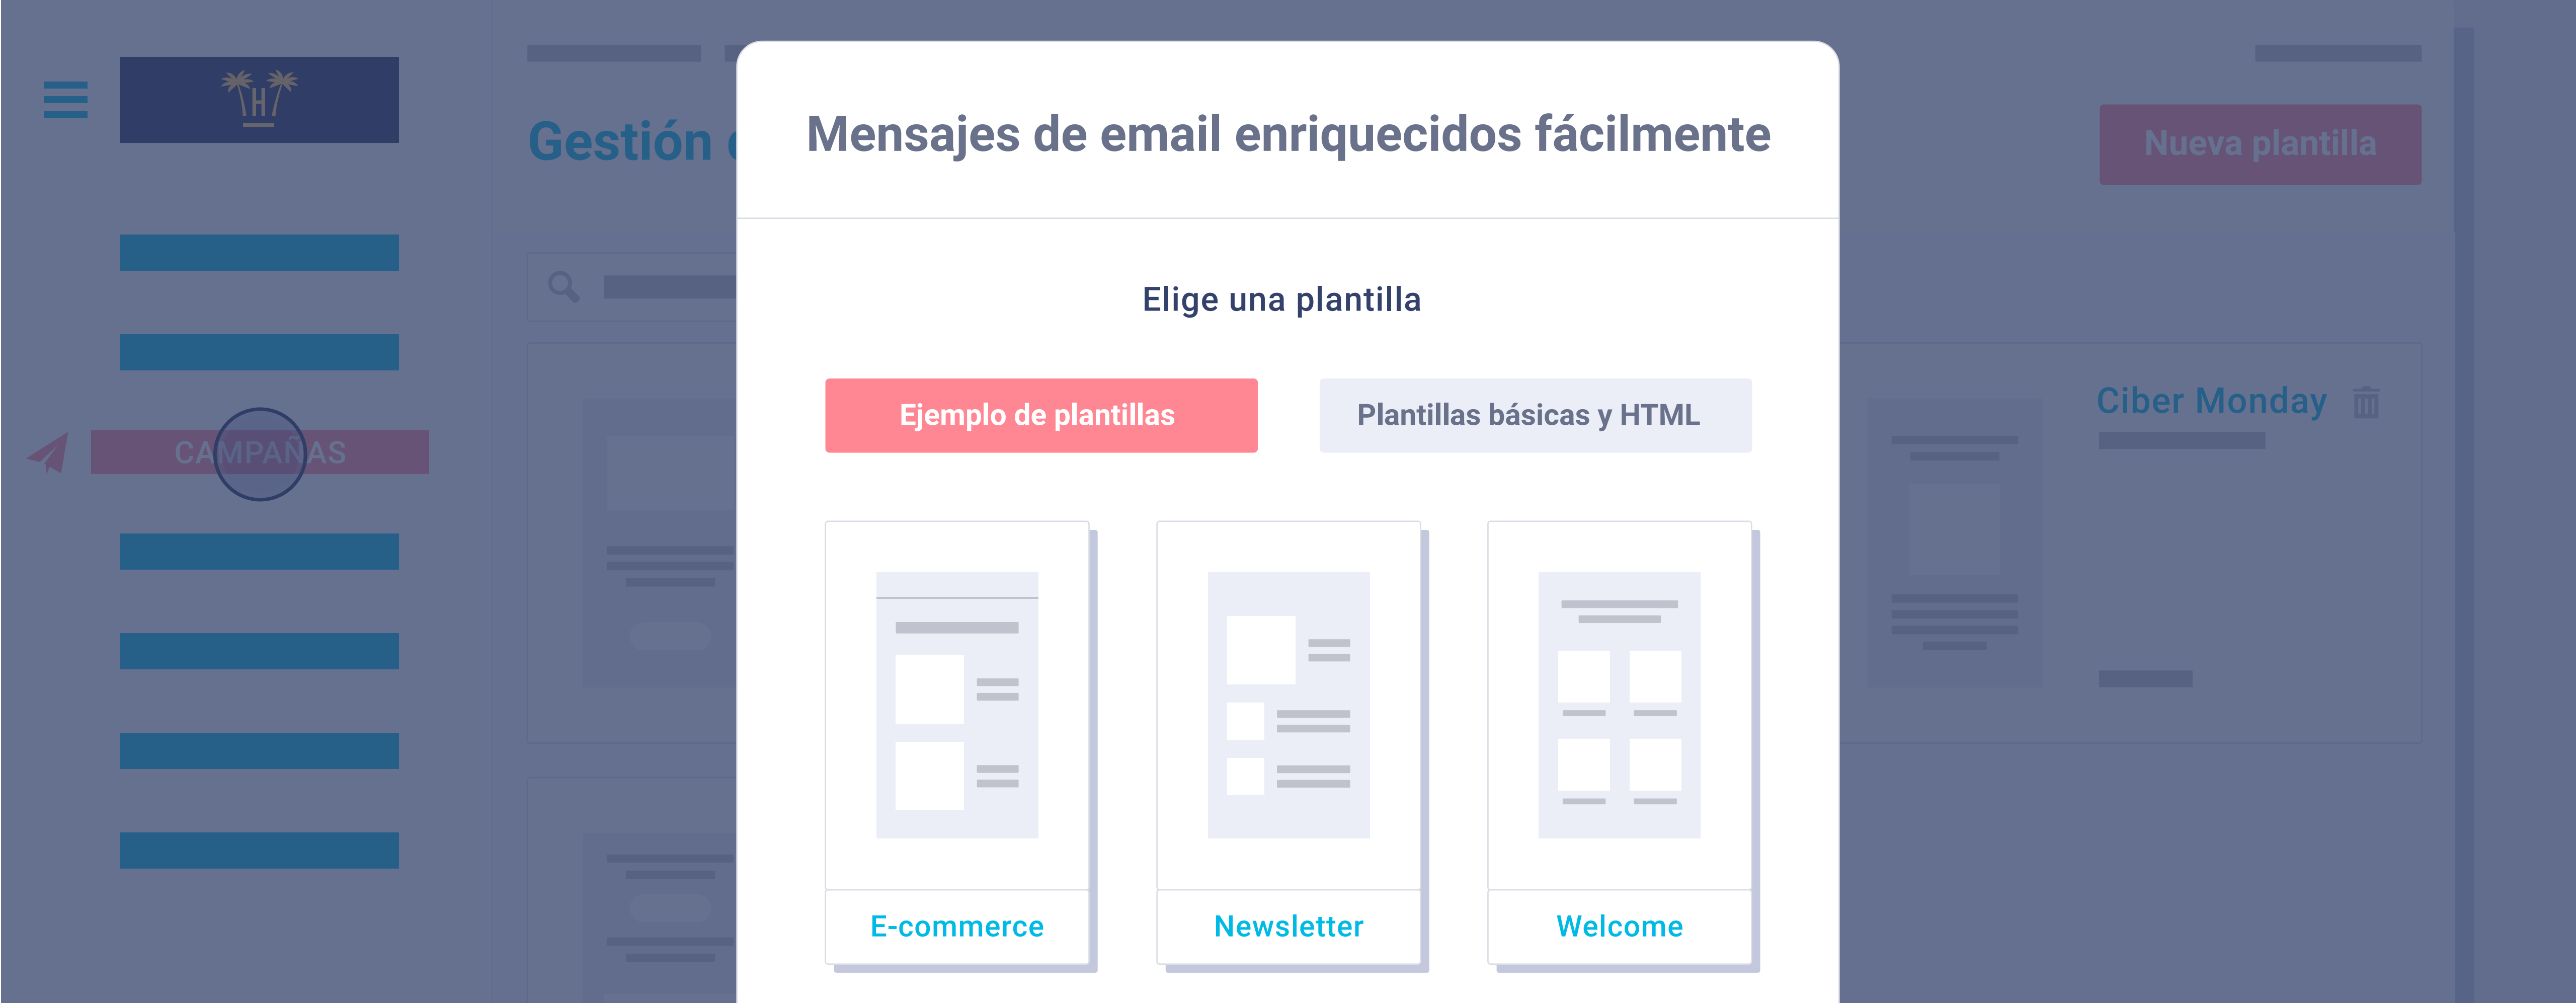 H
Gestión
Nueva plantilla
CAMPAÑAS
Ciber Monday
Mensajes de email enriquecidos fácilmente
Elige una plantilla
Ejemplo de plantillas
Plantillas básicas y HTML
E-commerce
Newsletter
Welcome